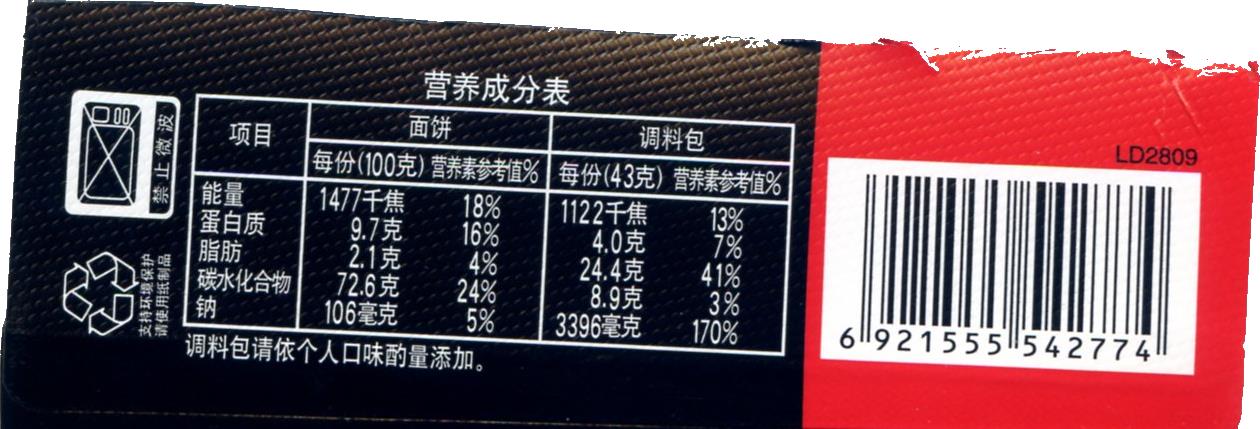 营养成分表
项目 面饼 调料包
每份(100克) 营养素参考值% 每份(43克) 营养素参考值%
能量 1477千焦 18% 1122千焦 13%
蛋白质 9.7克 16% 4.0克 7%
脂肪 2.1克 4% 24.4克 41%
碳水化合物 72.6克 24% 8.9克 3%
钠 106毫克 5% 3396毫克 170%
调料包请依个人口味酌量添加。
禁止微波
支持环境保护
请使用纸制品
LD2809
6 921555 542774